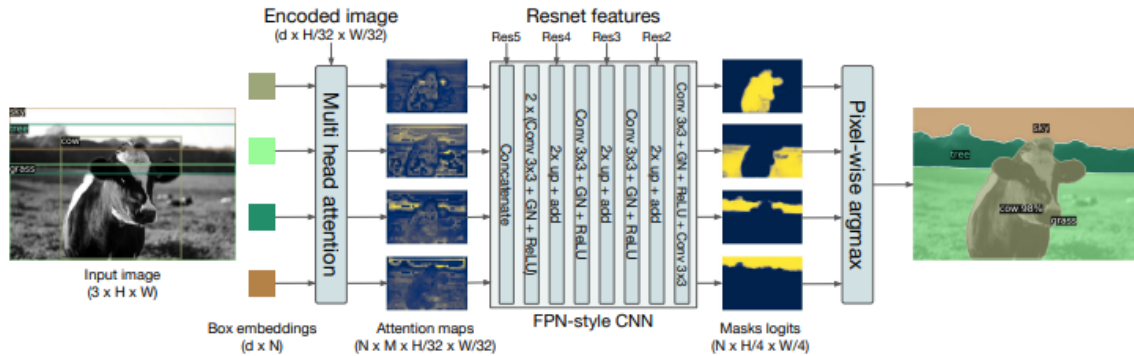 Encoded image
(d x H/32 x W/32)
Resnet features
Res5
Res4
Res3
Res2
sky
tree
cow
grass
Input image
(3 x H x W)
Box embeddings
(d x N)
Multi head attention
Attention maps
(N x M x H/32 x W/32)
Concatenate
2 x (Conv 3x3 + GN + ReLU)
2x up + add
Conv 3x3 + GN + ReLU
2x up + add
Conv 3x3 + GN + ReLU
2x up + add
Conv 3x3 + GN + ReLU + Conv 3x3
FPN-style CNN
Masks logits
(N x H/4 x W/4)
Pixel-wise argmax
sky
tree
cow 98%
grass